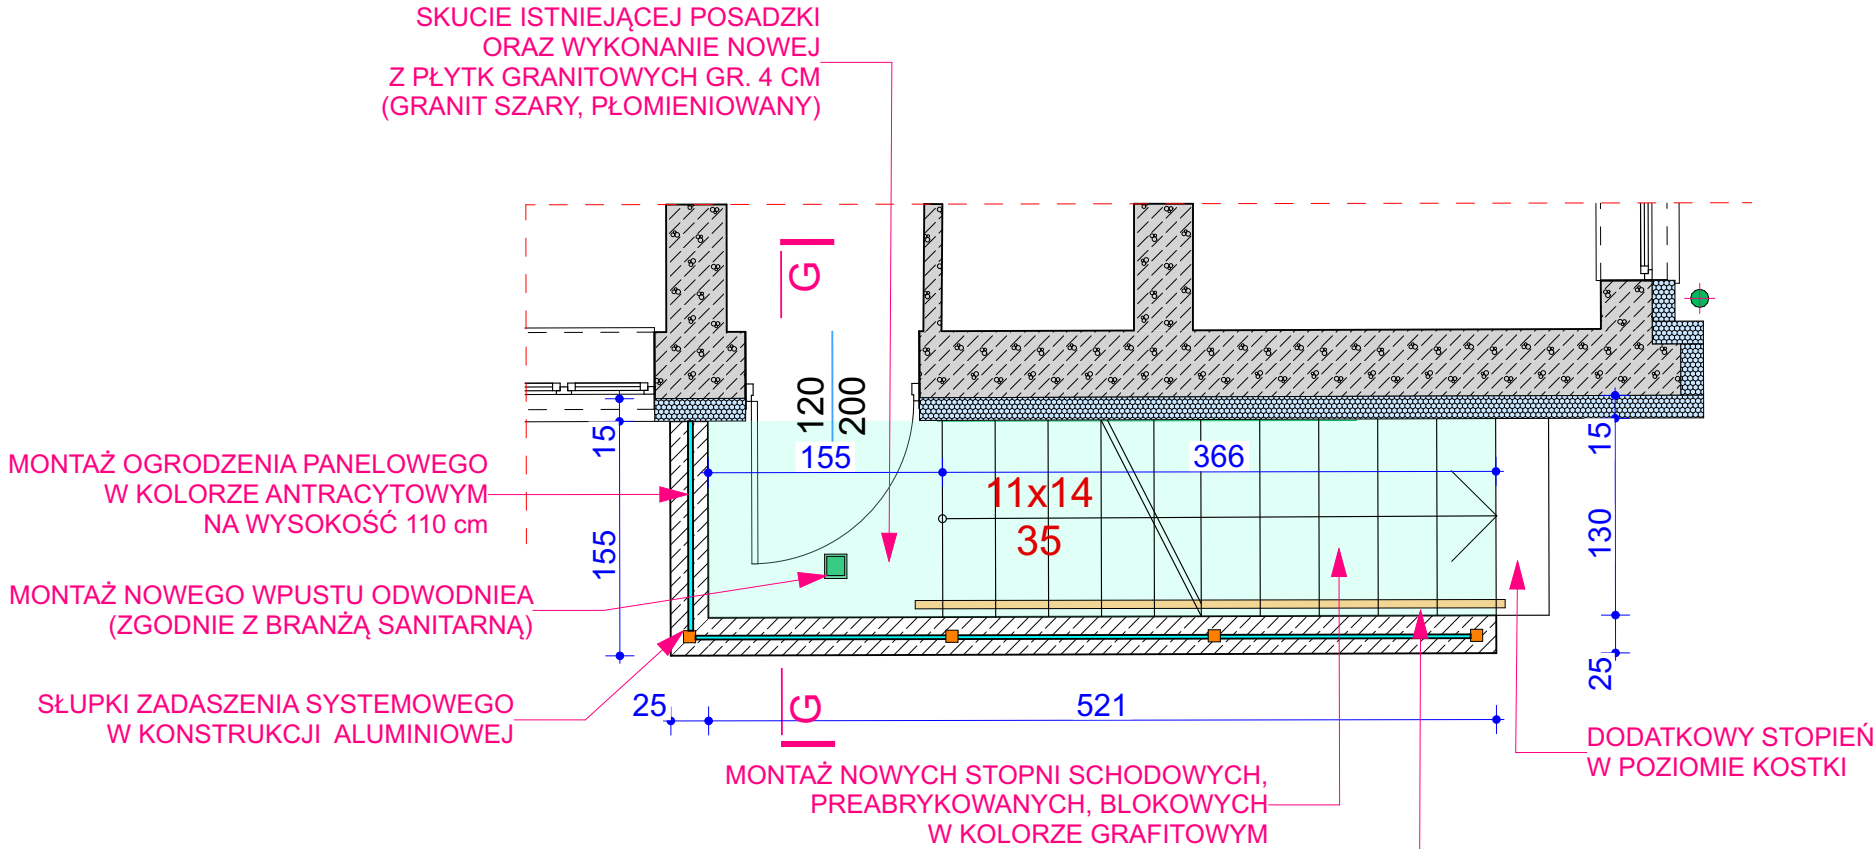 SKUCIE ISTNIEJĄCEJ POSADZKI
ORAZ WYKONANIE NOWEJ
Z PŁYTK GRANITOWYCH GR. 4 CM
(GRANIT SZARY, PŁOMIENIOWANY)
G
120
200
15
155
366
15
MONTAŻ OGRODZENIA PANELOWEGO
W KOLORZE ANTRACYTOWYM
NA WYSOKOŚĆ 110 cm
11x14
35
155
130
MONTAŻ NOWEGO WPUSTU ODWODNIEA
(ZGODNIE Z BRANŻĄ SANITARNĄ)
25
SŁUPKI ZADASZENIA SYSTEMOWEGO
W KONSTRUKCJI ALUMINIOWEJ
25
G
521
DODATKOWY STOPIEŃ
W POZIOMIE KOSTKI
MONTAŻ NOWYCH STOPNI SCHODOWYCH,
PREABRYKOWANYCH, BLOKOWYCH
W KOLORZE GRAFITOWYM